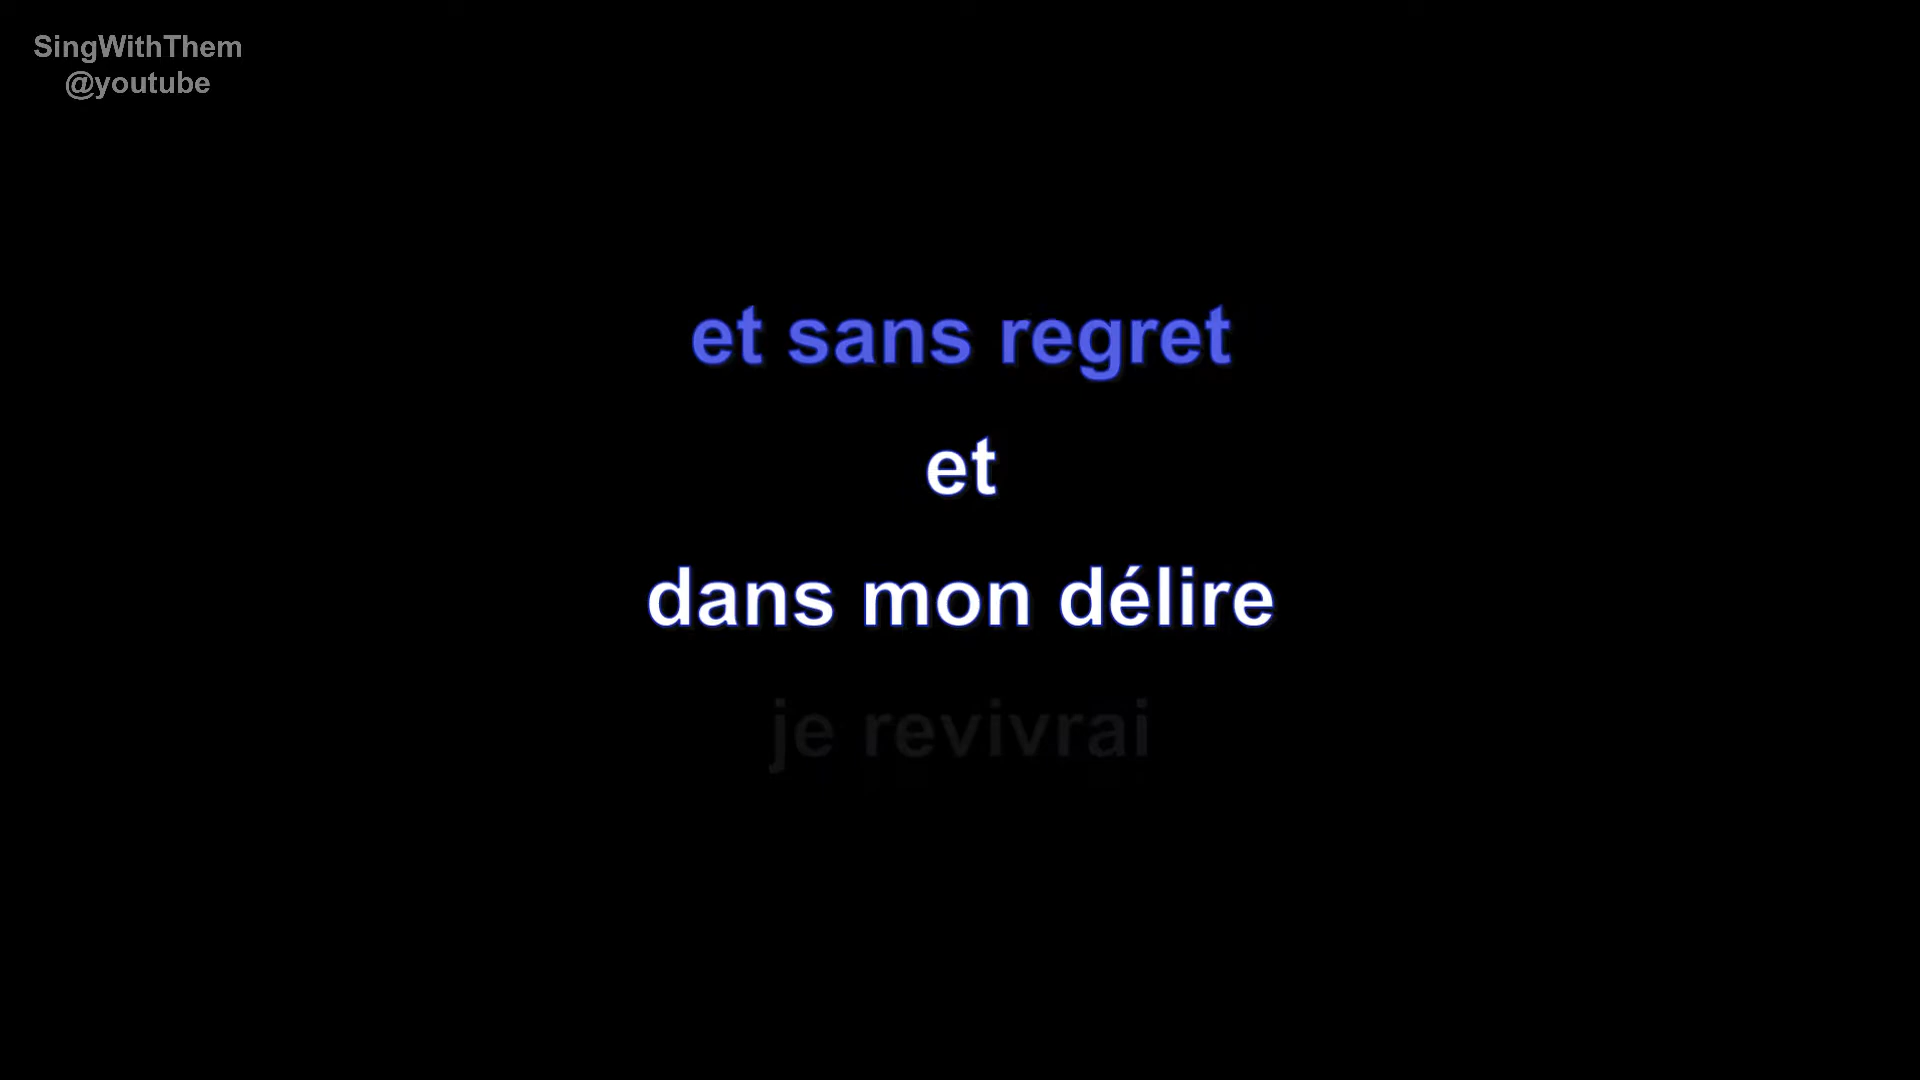 SingWithThem
@youtube
et sans regret
et
dans mon délire
je revivrai